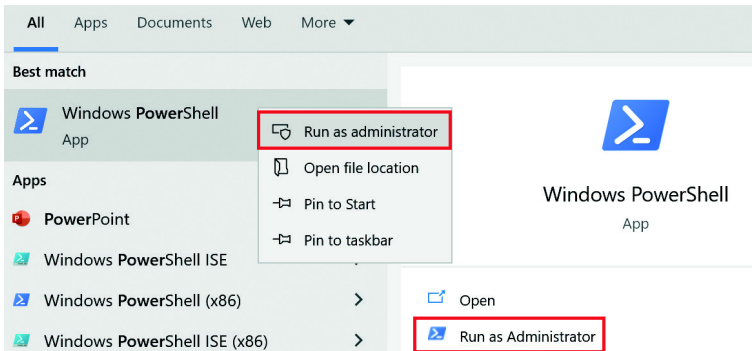 All Apps Documents Web More
Best match
Windows PowerShell
App
Run as administrator
Open file location
Pin to Start
Pin to taskbar
Apps
PowerPoint
Windows PowerShell ISE
Windows PowerShell (x86)
Windows PowerShell ISE (x86)
Windows PowerShell
App
Open
Run as Administrator